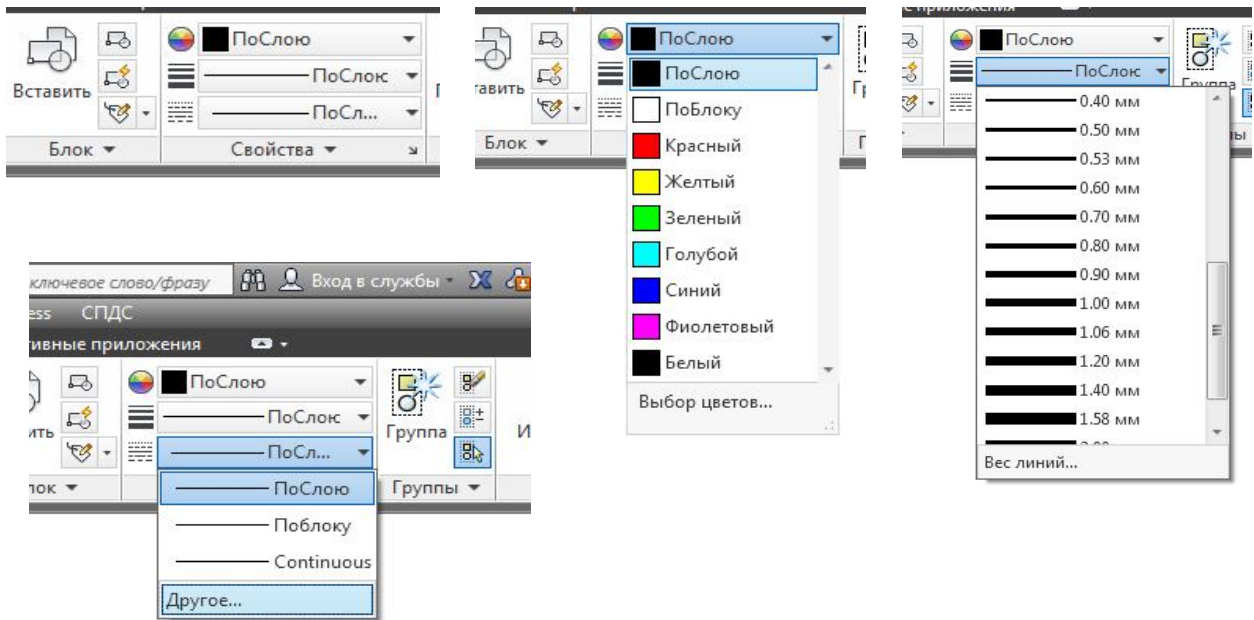 Вставить
ПоСлою
ПоСлою
ПоСл...
Блок
Свойства
ПоСлою
ПоСлою
ПоБлоку
Красный
Желтый
Зеленый
Голубой
Синий
Фиолетовый
Белый
Выбор цветов...
Блок
ПоСлою
ПоСлою
Группа
0.40 мм
0.50 мм
0.53 мм
0.60 мм
0.70 мм
0.80 мм
0.90 мм
1.00 мм
1.06 мм
1.20 мм
1.40 мм
1.58 мм
Вес линий...
ключевое слово/фразу Вход в службы
ess СПДС
ивные приложения
ПоСлою
ПоСлою
Группа
ПоСл...
Группы
ПоСлою
Поблоку
Continuous
Другое...